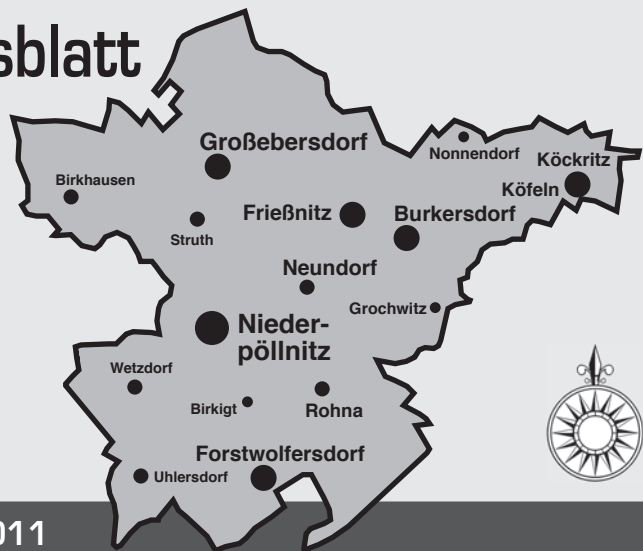 sblatt
Großebersdorf
Nonnendorf
Köckritz
Birkhausen
Köfeln
Frießnitz
Burkersdorf
Struth
Neundorf
Grochwitz
Nieder-
pöllnitz
Wetzdorf
Birkigt
Rohna
Forstwolfersdorf
Uhlersdorf
011